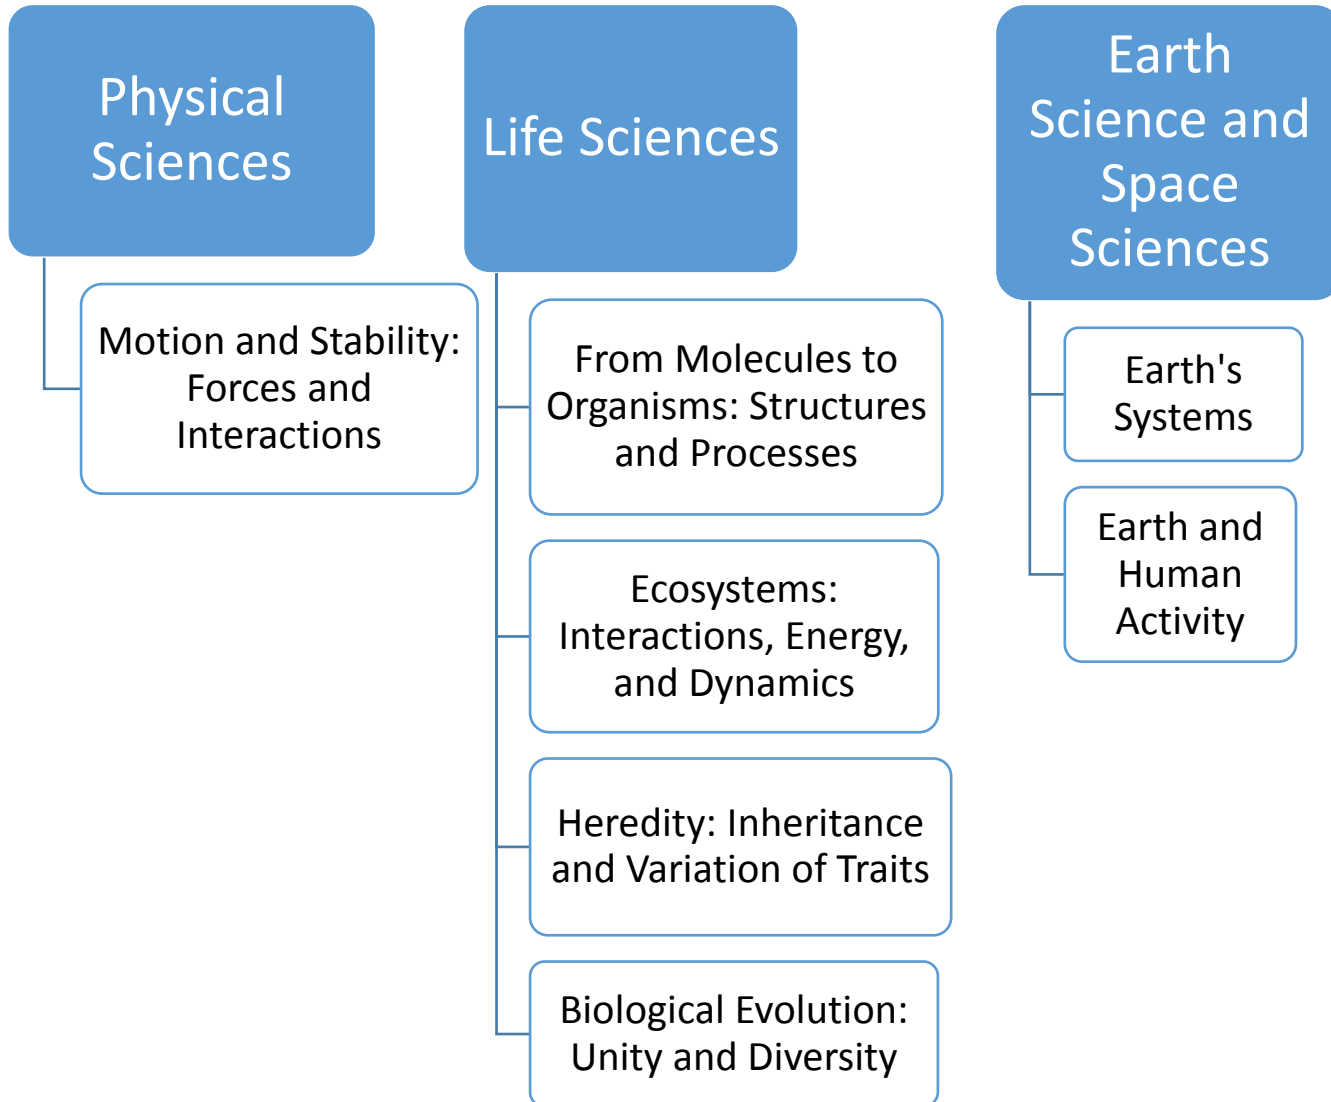 Physical
Sciences
Motion and Stability:
Forces and
Interactions
Life Sciences
From Molecules to
Organisms: Structures
and Processes
Ecosystems:
Interactions, Energy,
and Dynamics
Heredity: Inheritance
and Variation of Traits
Biological Evolution:
Unity and Diversity
Earth
Science and
Space
Sciences
Earth's
Systems
Earth and
Human
Activity